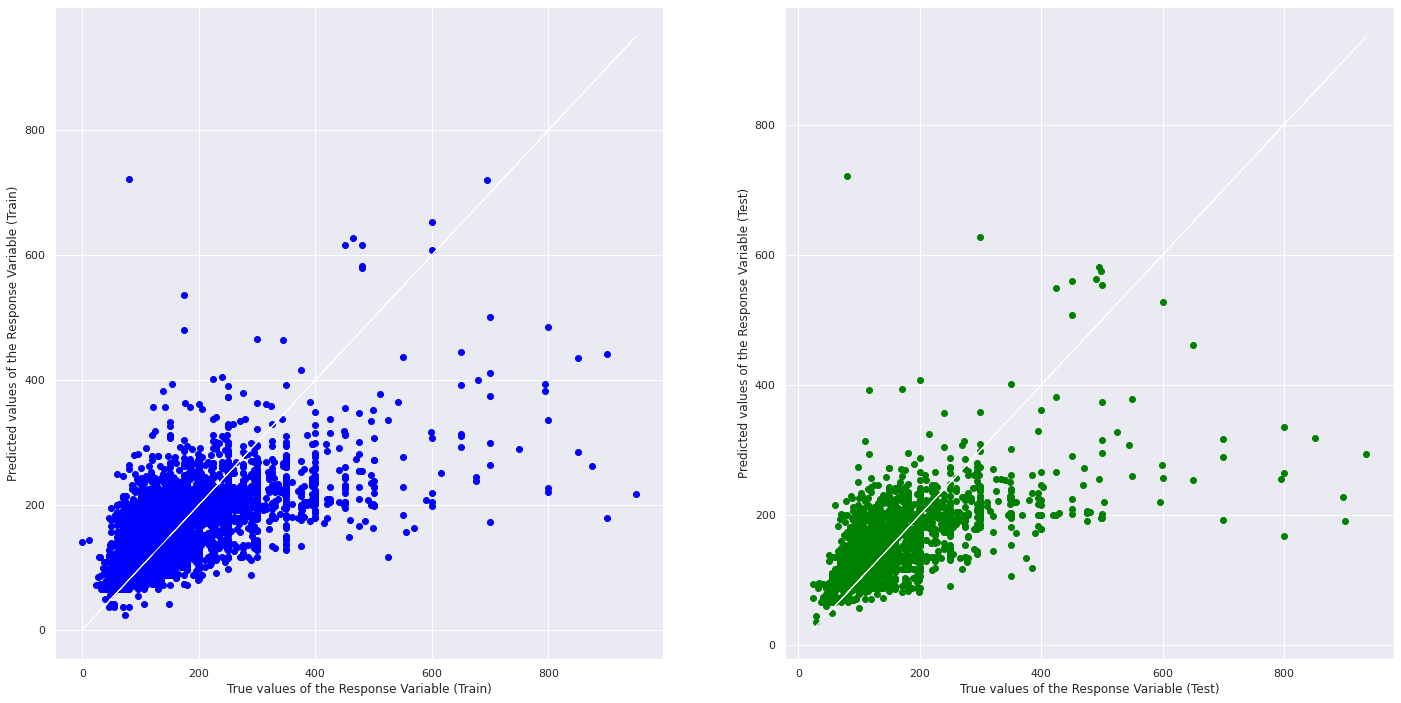 Predicted values of the Response Variable (Train)
800
600
400
200
0
0 200 400 600 800
True values of the Response Variable (Train)
Predicted values of the Response Variable (Test)
800
600
400
200
0
0 200 400 600 800
True values of the Response Variable (Test)